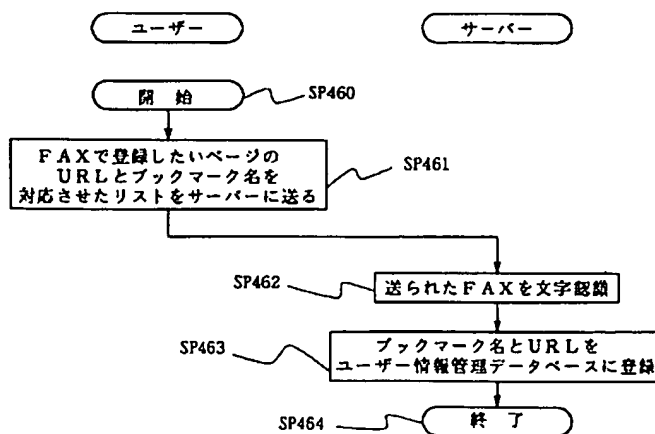 ユーザー
サーバー
開始
SP460
FAXで登録したいページの
URLとブックマーク名を
対応させたリストをサーバーに送る
SP461
SP462
送られたFAXを文字認識
SP463
ブックマーク名とURLを
ユーザー情報管理データベースに登録
SP464
終了